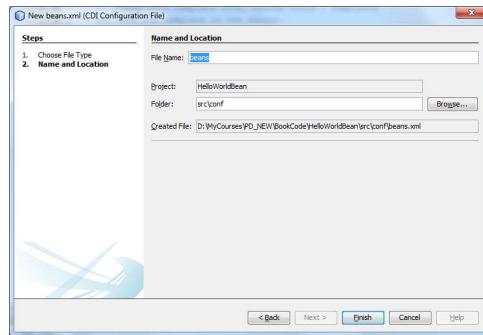 New beans.xml (CDI Configuration File)
Steps
1. Choose File Type
2. Name and Location
Name and Location
File Name: beans
Project: HelloWorldBean
Folder: src\conf
Browse...
Created File: D:\MyCourses\PD_NEW\BookCode\HelloWorldBean\src\conf\beans.xml
< Back Next > Finish Cancel Help